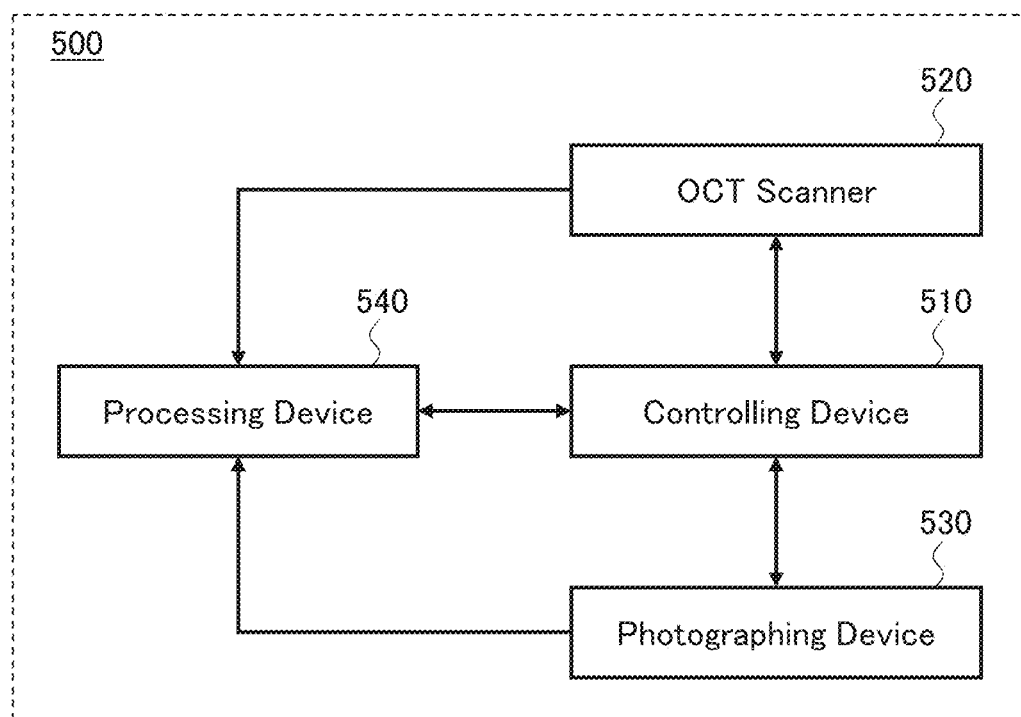 500
520
OCT Scanner
540
510
Processing Device
Controlling Device
530
Photographing Device